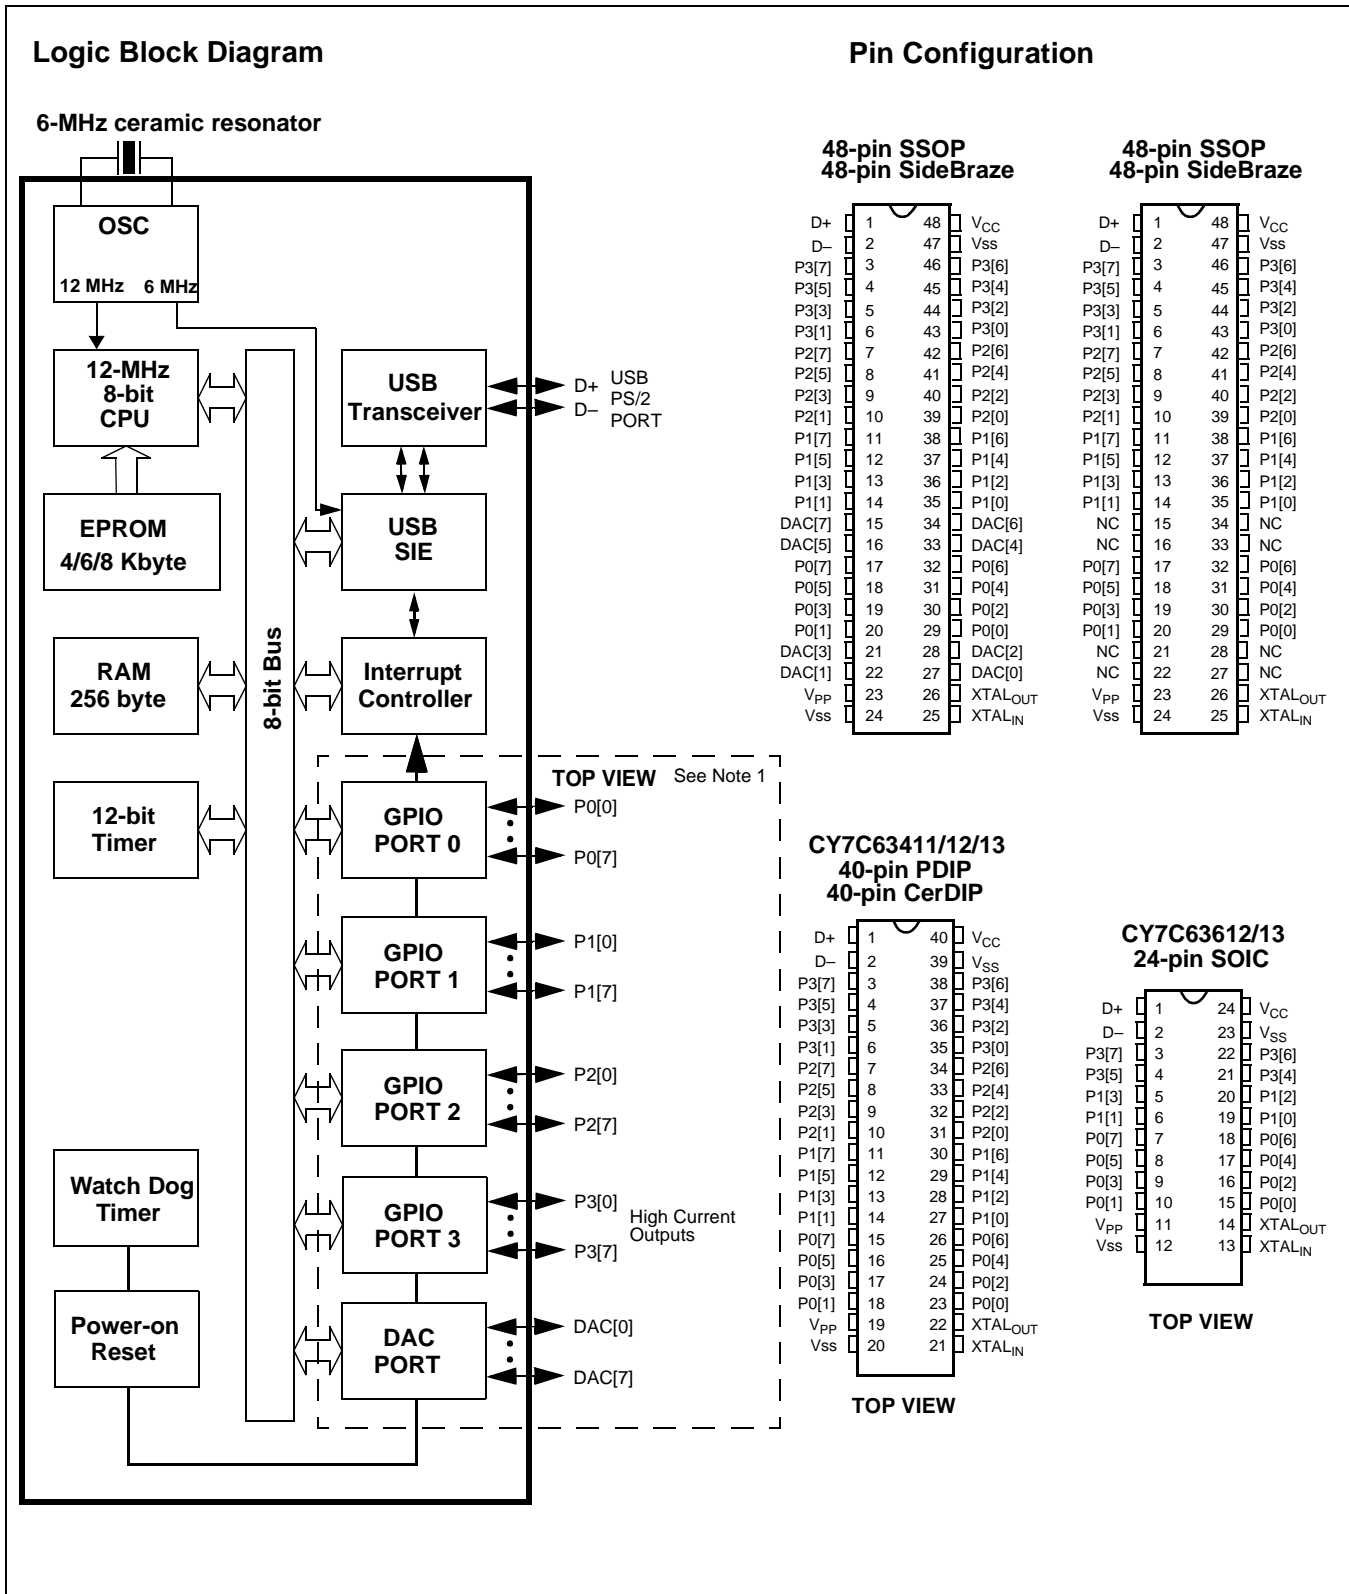 Logic Block Diagram
6-MHz ceramic resonator
OSC
12 MHz 6 MHz
12-MHz
8-bit
CPU
USB
Transceiver
D+
D–
USB
PS/2
PORT
EPROM
4/6/8 Kbyte
USB
SIE
8-bit Bus
RAM
256 byte
Interrupt
Controller
TOP VIEW See Note 1
12-bit
Timer
GPIO
PORT 0
P0[0]
P0[7]
GPIO
PORT 1
P1[0]
P1[7]
GPIO
PORT 2
P2[0]
P2[7]
Watch Dog
Timer
GPIO
PORT 3
P3[0]
P3[7]
High Current
Outputs
Power-on
Reset
DAC
PORT
DAC[0]
DAC[7]
Pin Configuration
48-pin SSOP
48-pin SideBraze
D+ 1 48 VCC
D– 2 47 Vss
P3[7] 3 46 P3[6]
P3[5] 4 45 P3[4]
P3[3] 5 44 P3[2]
P3[1] 6 43 P3[0]
P2[7] 7 42 P2[6]
P2[5] 8 41 P2[4]
P2[3] 9 40 P2[2]
P2[1] 10 39 P2[0]
P1[7] 11 38 P1[6]
P1[5] 12 37 P1[4]
P1[3] 13 36 P1[2]
P1[1] 14 35 P1[0]
DAC[7] 15 34 DAC[6]
DAC[5] 16 33 DAC[4]
P0[7] 17 32 P0[6]
P0[5] 18 31 P0[4]
P0[3] 19 30 P0[2]
P0[1] 20 29 P0[0]
DAC[3] 21 28 DAC[2]
DAC[1] 22 27 DAC[0]
VPP 23 26 XTALOUT
Vss 24 25 XTALIN
48-pin SSOP
48-pin SideBraze
D+ 1 48 VCC
D– 2 47 Vss
P3[7] 3 46 P3[6]
P3[5] 4 45 P3[4]
P3[3] 5 44 P3[2]
P3[1] 6 43 P3[0]
P2[7] 7 42 P2[6]
P2[5] 8 41 P2[4]
P2[3] 9 40 P2[2]
P2[1] 10 39 P2[0]
P1[7] 11 38 P1[6]
P1[5] 12 37 P1[4]
P1[3] 13 36 P1[2]
P1[1] 14 35 P1[0]
NC 15 34 NC
NC 16 33 NC
P0[7] 17 32 P0[6]
P0[5] 18 31 P0[4]
P0[3] 19 30 P0[2]
P0[1] 20 29 P0[0]
NC 21 28 NC
NC 22 27 NC
VPP 23 26 XTALOUT
Vss 24 25 XTALIN
CY7C63411/12/13
40-pin PDIP
40-pin CerDIP
D+ 1 40 VCC
D– 2 39 VSS
P3[7] 3 38 P3[6]
P3[5] 4 37 P3[4]
P3[3] 5 36 P3[2]
P3[1] 6 35 P3[0]
P2[7] 7 34 P2[6]
P2[5] 8 33 P2[4]
P2[3] 9 32 P2[2]
P2[1] 10 31 P2[0]
P1[7] 11 30 P1[6]
P1[5] 12 29 P1[4]
P1[3] 13 28 P1[2]
P1[1] 14 27 P1[0]
P0[7] 15 26 P0[6]
P0[5] 16 25 P0[4]
P0[3] 17 24 P0[2]
P0[1] 18 23 P0[0]
VPP 19 22 XTALOUT
Vss 20 21 XTALIN
TOP VIEW
CY7C63612/13
24-pin SOIC
D+ 1 24 VCC
D– 2 23 VSS
P3[7] 3 22 P3[6]
P3[5] 4 21 P3[4]
P1[3] 5 20 P1[2]
P1[1] 6 19 P1[0]
P0[7] 7 18 P0[6]
P0[5] 8 17 P0[4]
P0[3] 9 16 P0[2]
P0[1] 10 15 P0[0]
VPP 11 14 XTALOUT
Vss 12 13 XTALIN
TOP VIEW